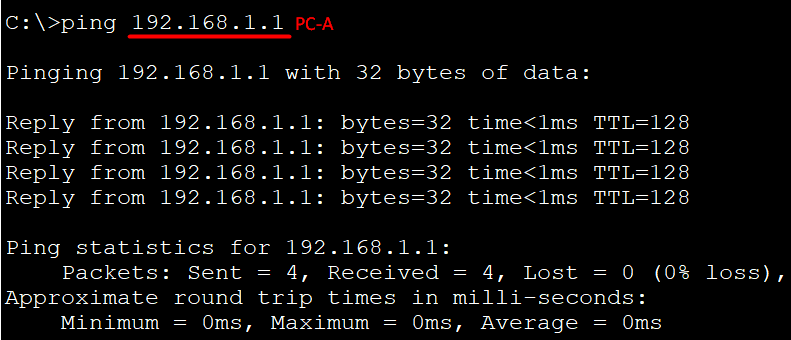 C:\>ping 192.168.1.1 PC-A
Pinging 192.168.1.1 with 32 bytes of data:
Reply from 192.168.1.1: bytes=32 time<1ms TTL=128
Reply from 192.168.1.1: bytes=32 time<1ms TTL=128
Reply from 192.168.1.1: bytes=32 time<1ms TTL=128
Reply from 192.168.1.1: bytes=32 time<1ms TTL=128
Ping statistics for 192.168.1.1:
    Packets: Sent = 4, Received = 4, Lost = 0 (0% loss),
Approximate round trip times in milli-seconds:
    Minimum = 0ms, Maximum = 0ms, Average = 0ms